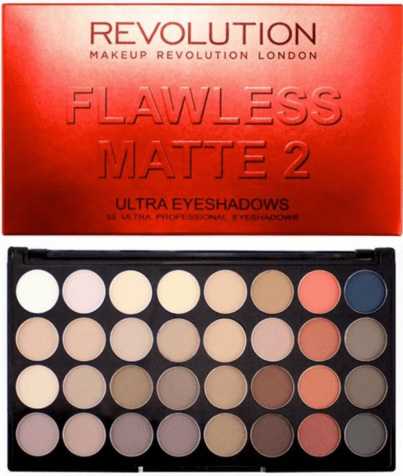 REVOLUTION
MAKEUP REVOLUTION LONDON
FLAWLESS
MATTE 2
ULTRA EYESHADOWS
32 ULTRA PROFESSIONAL EYESHADOWS